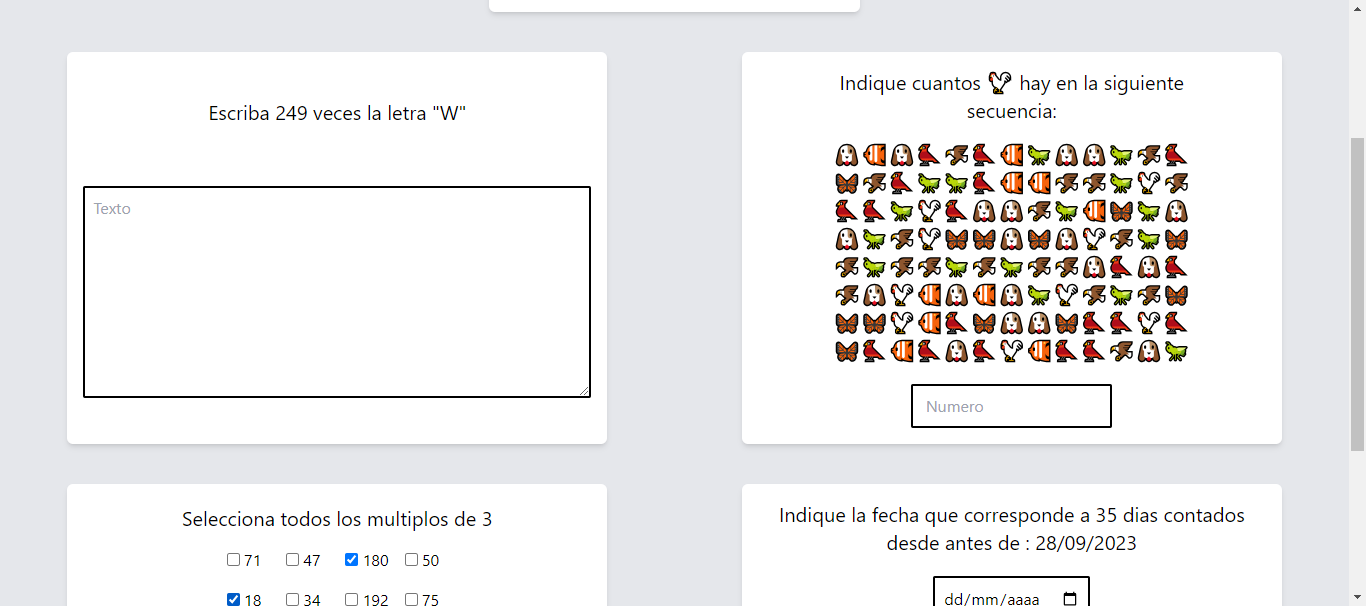 Escriba 249 veces la letra "W"
Texto
Indique cuantos 🐓 hay en la siguiente
secuencia:
Numero
Selecciona todos los multiplos de 3
71 47 180 50
18 34 192 75
Indique la fecha que corresponde a 35 dias contados
desde antes de : 28/09/2023
dd/mm/aaaa